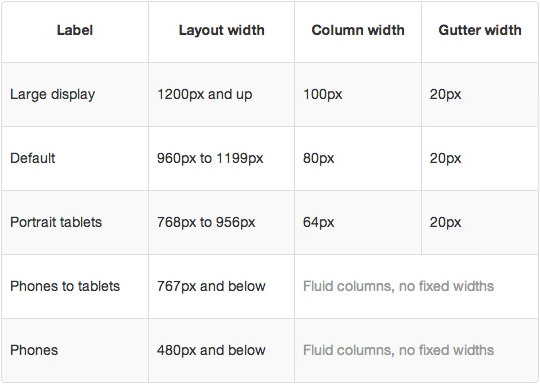 Label Layout width Column width Gutter width
Large display 1200px and up 100px 20px
Default 960px to 1199px 80px 20px
Portrait tablets 768px to 956px 64px 20px
Phones to tablets 767px and below Fluid columns, no fixed widths
Phones 480px and below Fluid columns, no fixed widths